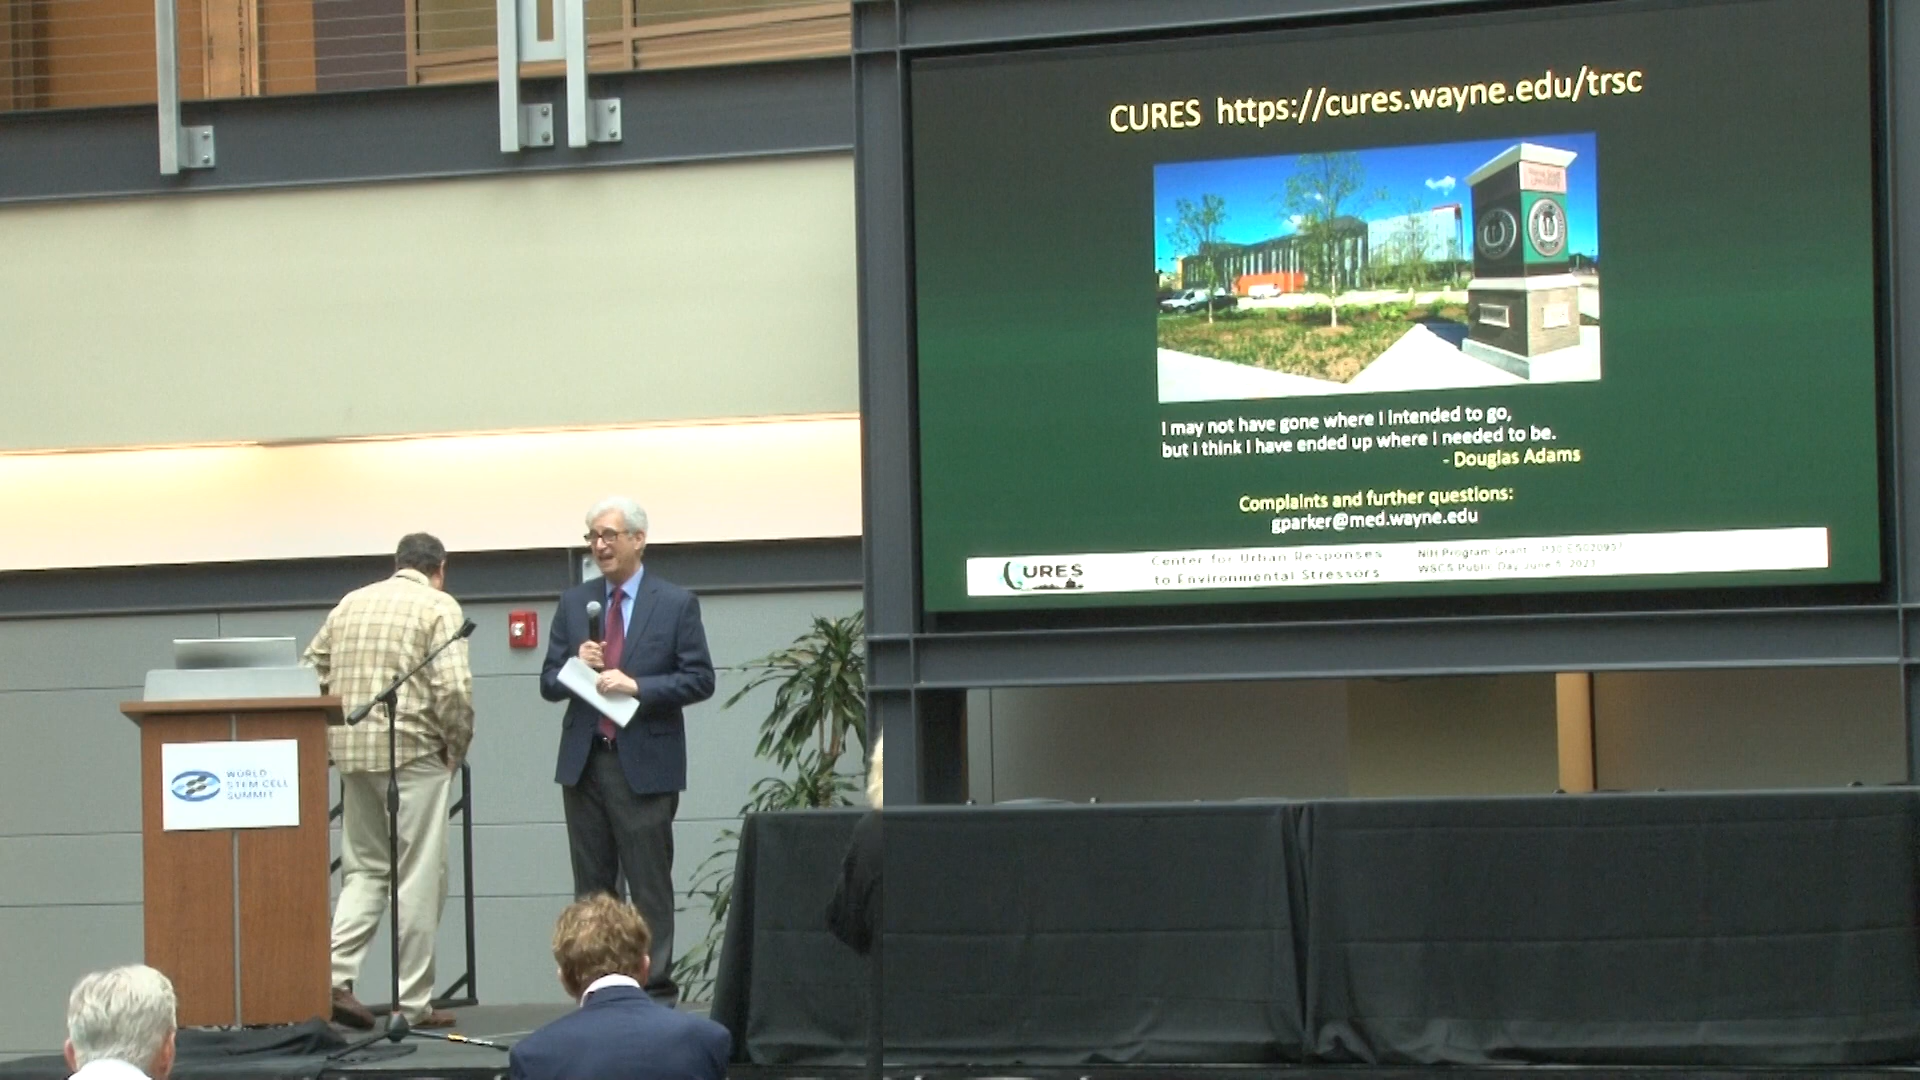 CURES https://cures.wayne.edu/trsc
I may not have gone where I intended to go,
but I think I have ended up where I needed to be.
- Douglas Adams
Complaints and further questions:
gparker@med.wayne.edu
CURES
Center for Urban Responses
to Environmental Stressors
NIH Program Grant
WSCS Public Day June 5, 2023
WORLD
STEM CELL
SUMMIT